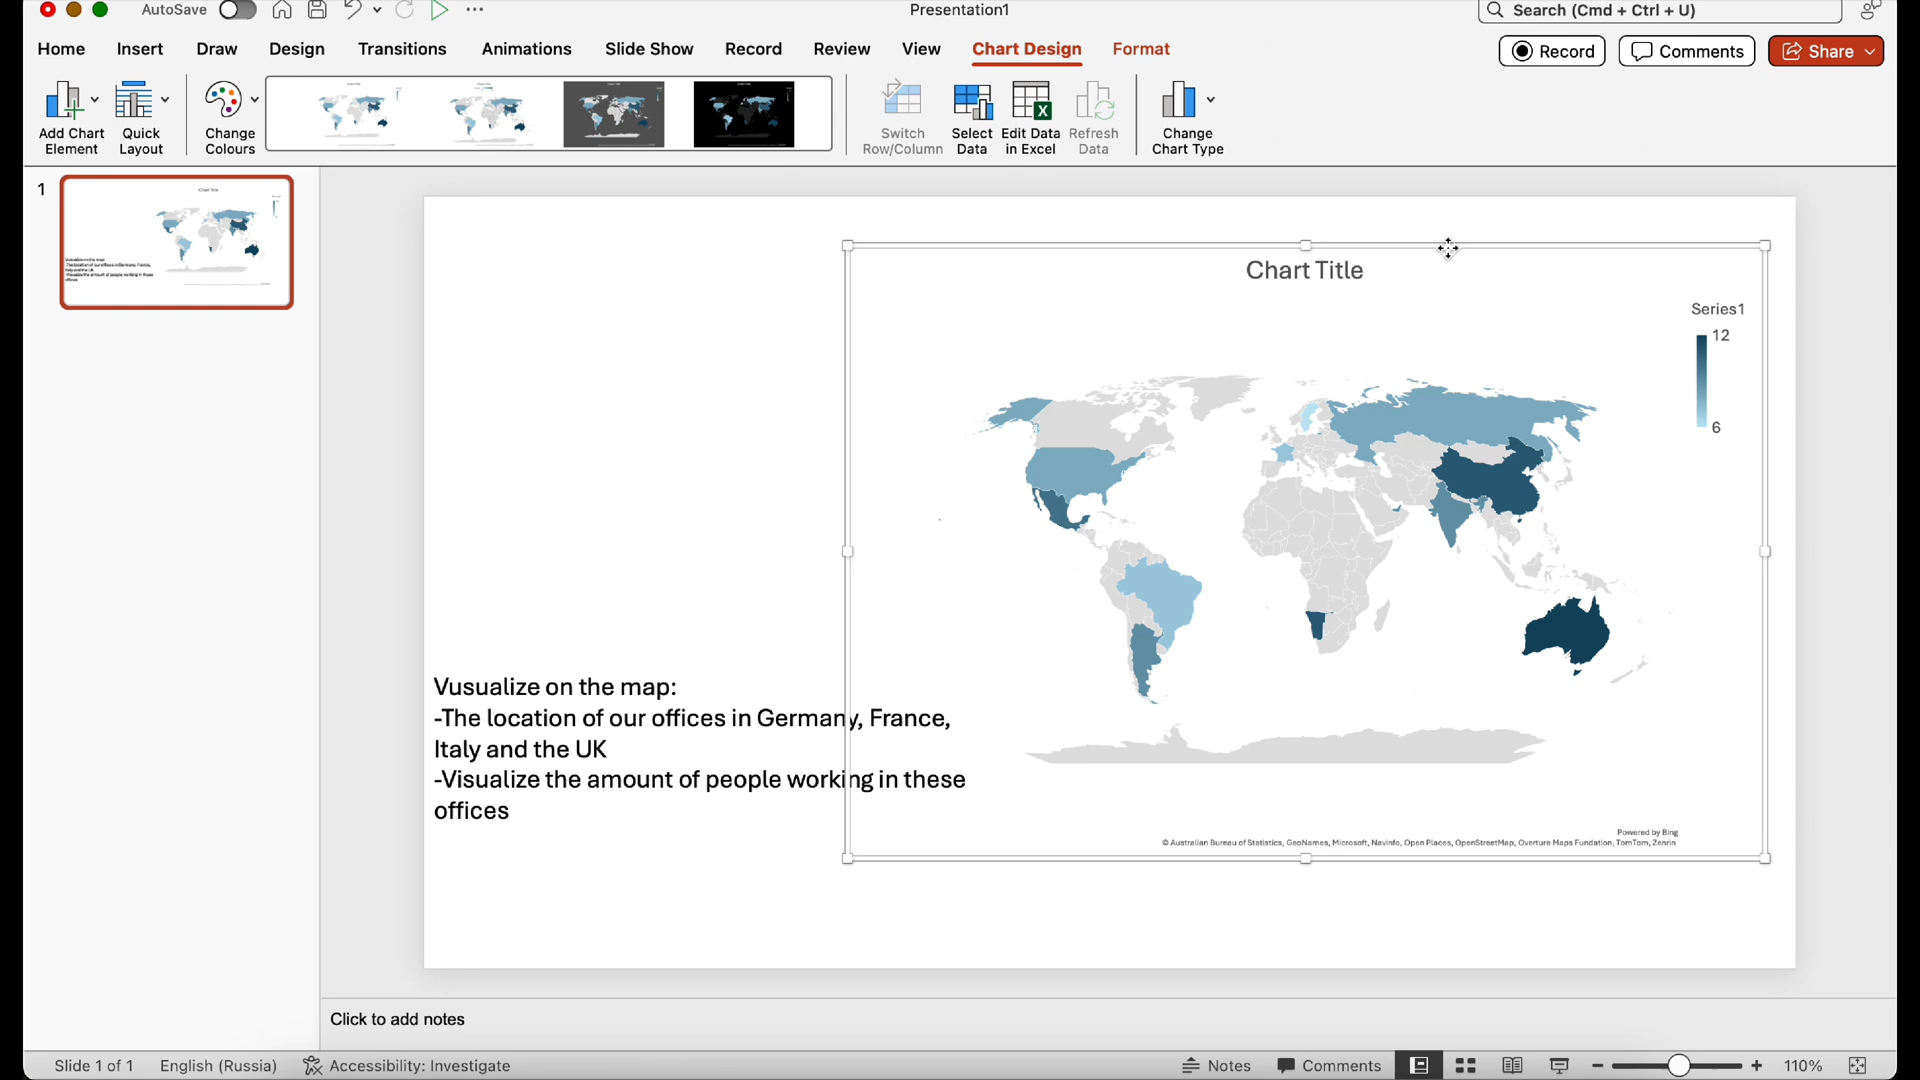 AutoSave
Presentation1
Search (Cmd + Ctrl + U)
Home Insert Draw Design Transitions Animations Slide Show Record Review View Chart Design Format
Record Comments Share
Add Chart Element
Quick Layout
Change Colours
Switch Row/Column
Select Data
Edit Data in Excel
Refresh Data
Change Chart Type
1
Chart Title
Series1
12
6
Vusualize on the map:
-The location of our offices in Germany, France,
Italy and the UK
-Visualize the amount of people working in these
offices
Powered by Bing
© Australian Bureau of Statistics, GeoNames, Microsoft, Navinfo, Open Places, OpenStreetMap, Overture Maps Fundation, TomTom, Zenrin
Click to add notes
Slide 1 of 1 English (Russia) Accessibility: Investigate Notes Comments 110%